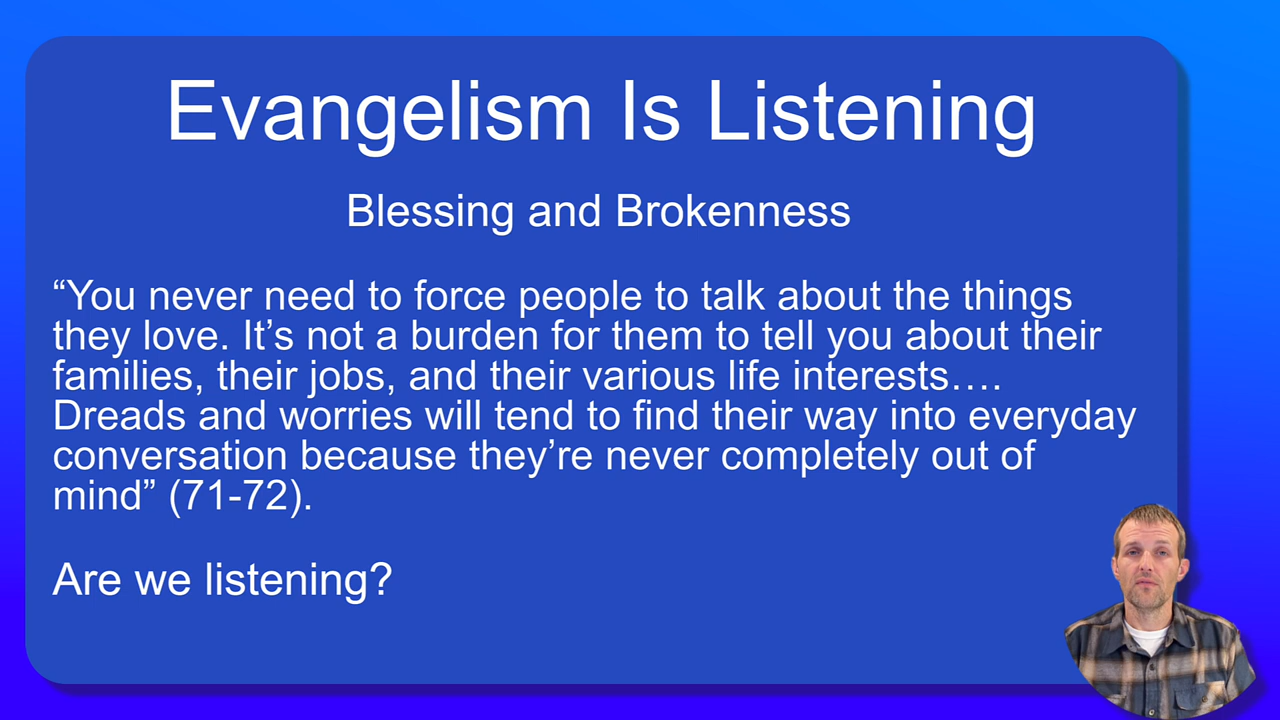 Evangelism Is Listening
Blessing and Brokenness
“You never need to force people to talk about the things
they love. It’s not a burden for them to tell you about their
families, their jobs, and their various life interests….
Dreads and worries will tend to find their way into everyday
conversation because they’re never completely out of
mind” (71-72).
Are we listening?